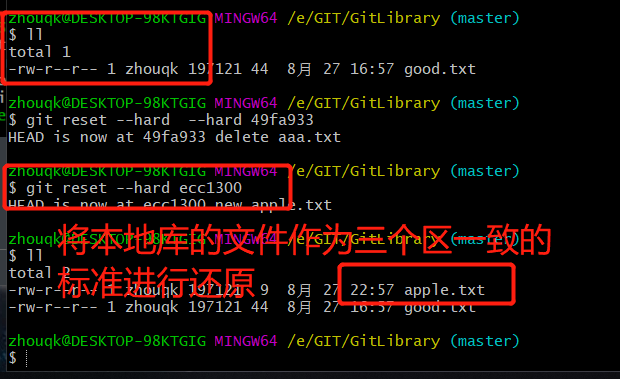 zhouqk@DESKTOP-98KTGIG MINGW64 /e/GIT/GitLibrary (master)
$ ll
total 1
-rw-r--r-- 1 zhouqk 197121 44  8月 27 16:57 good.txt
zhouqk@DESKTOP-98KTGIG MINGW64 /e/GIT/GitLibrary (master)
$ git reset --hard  --hard 49fa933
HEAD is now at 49fa933 delete aaa.txt
zhouqk@DESKTOP-98KTGIG MINGW64 /e/GIT/GitLibrary (master)
$ git reset --hard ecc1300
HEAD is now at ecc1300 new apple.txt
zhouqk@DESKTOP-98KTGIG MINGW64 /e/GIT/GitLibrary (master)
将本地库的文件作为三个区一致的
$ ll
total 2
标准进行还原
-rw-r--r-- 1 zhouqk 197121  9  8月 27 22:57 apple.txt
-rw-r--r-- 1 zhouqk 197121 44  8月 27 16:57 good.txt
zhouqk@DESKTOP-98KTGIG MINGW64 /e/GIT/GitLibrary (master)
$